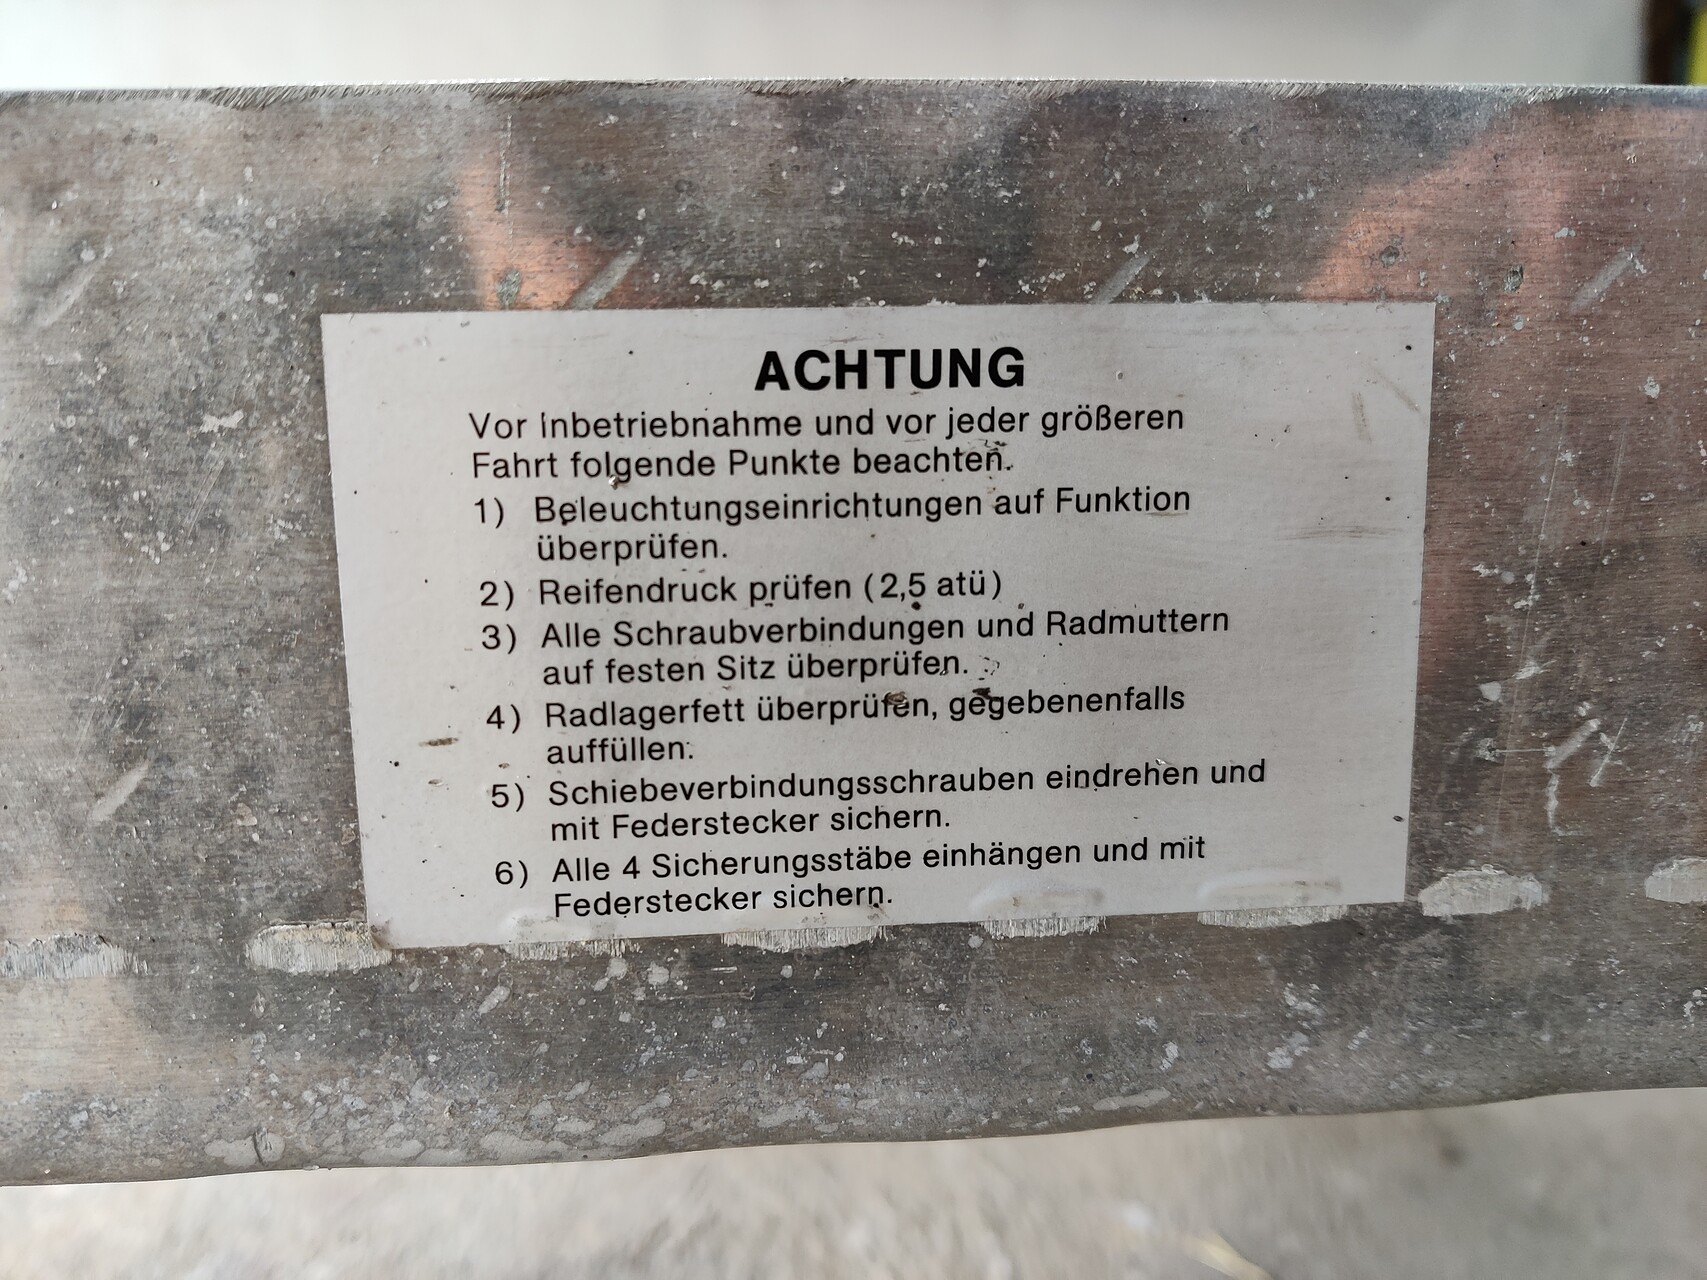 ACHTUNG
Vor Inbetriebnahme und vor jeder größeren
Fahrt folgende Punkte beachten.
1) Beleuchtungseinrichtungen auf Funktion
überprüfen.
2) Reifendruck prüfen (2,5 atü)
3) Alle Schraubverbindungen und Radmuttern
auf festen Sitz überprüfen.
4) Radlagerfett überprüfen, gegebenenfalls
auffüllen.
5) Schiebeverbindungsschrauben eindrehen und
mit Federstecker sichern.
6) Alle 4 Sicherungsstäbe einhängen und mit
Federstecker sichern.